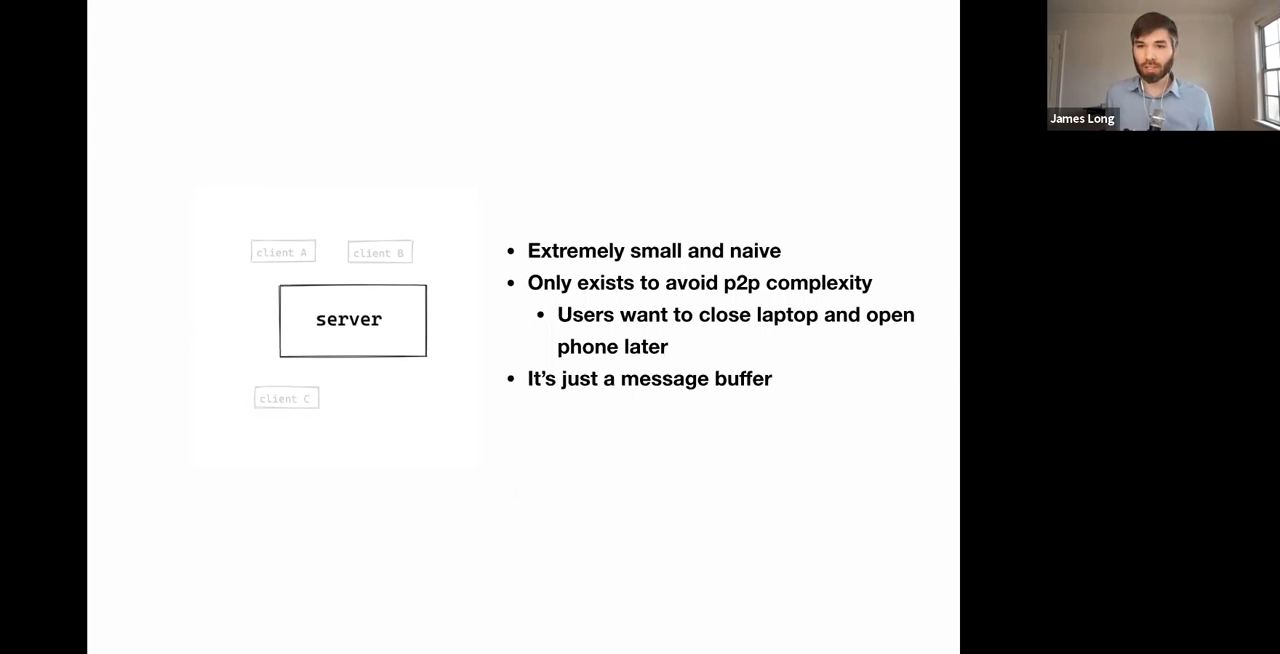 James Long
client A
client B
server
client C
• Extremely small and naive
• Only exists to avoid p2p complexity
• Users want to close laptop and open
phone later
• It’s just a message buffer